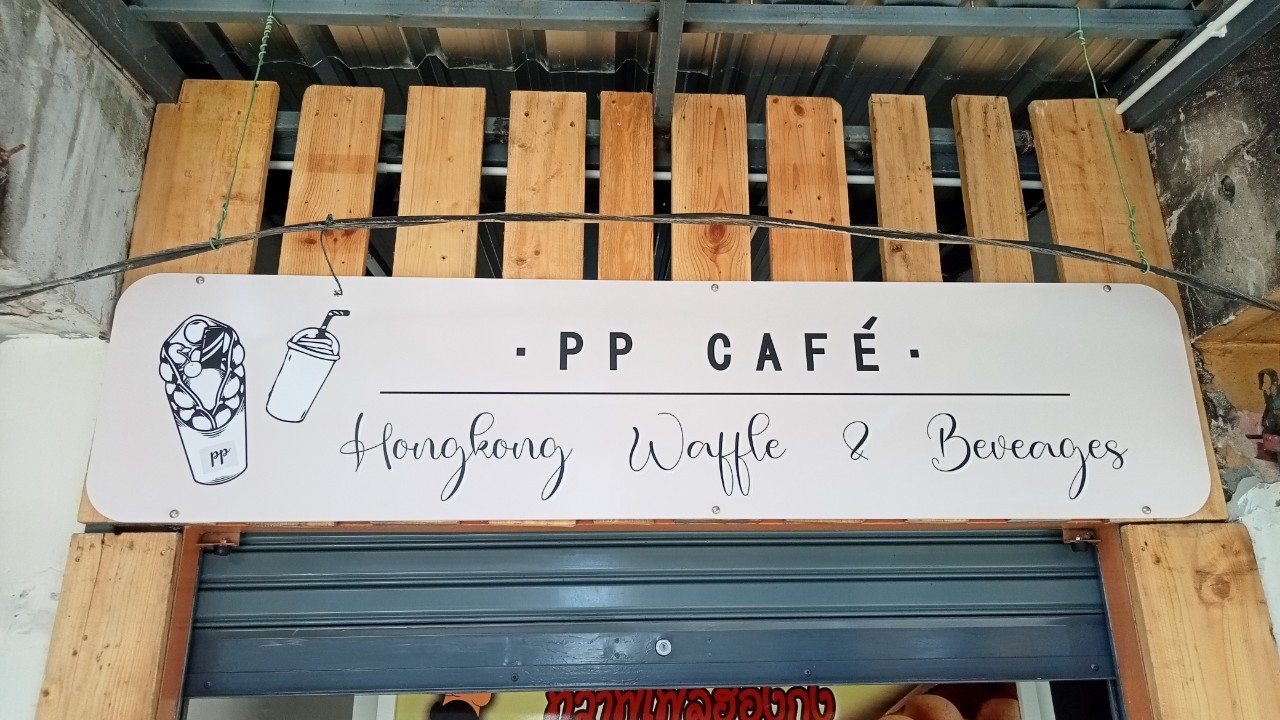 · PP CAFÉ ·
Hongkong Waffle & Beveages
pp